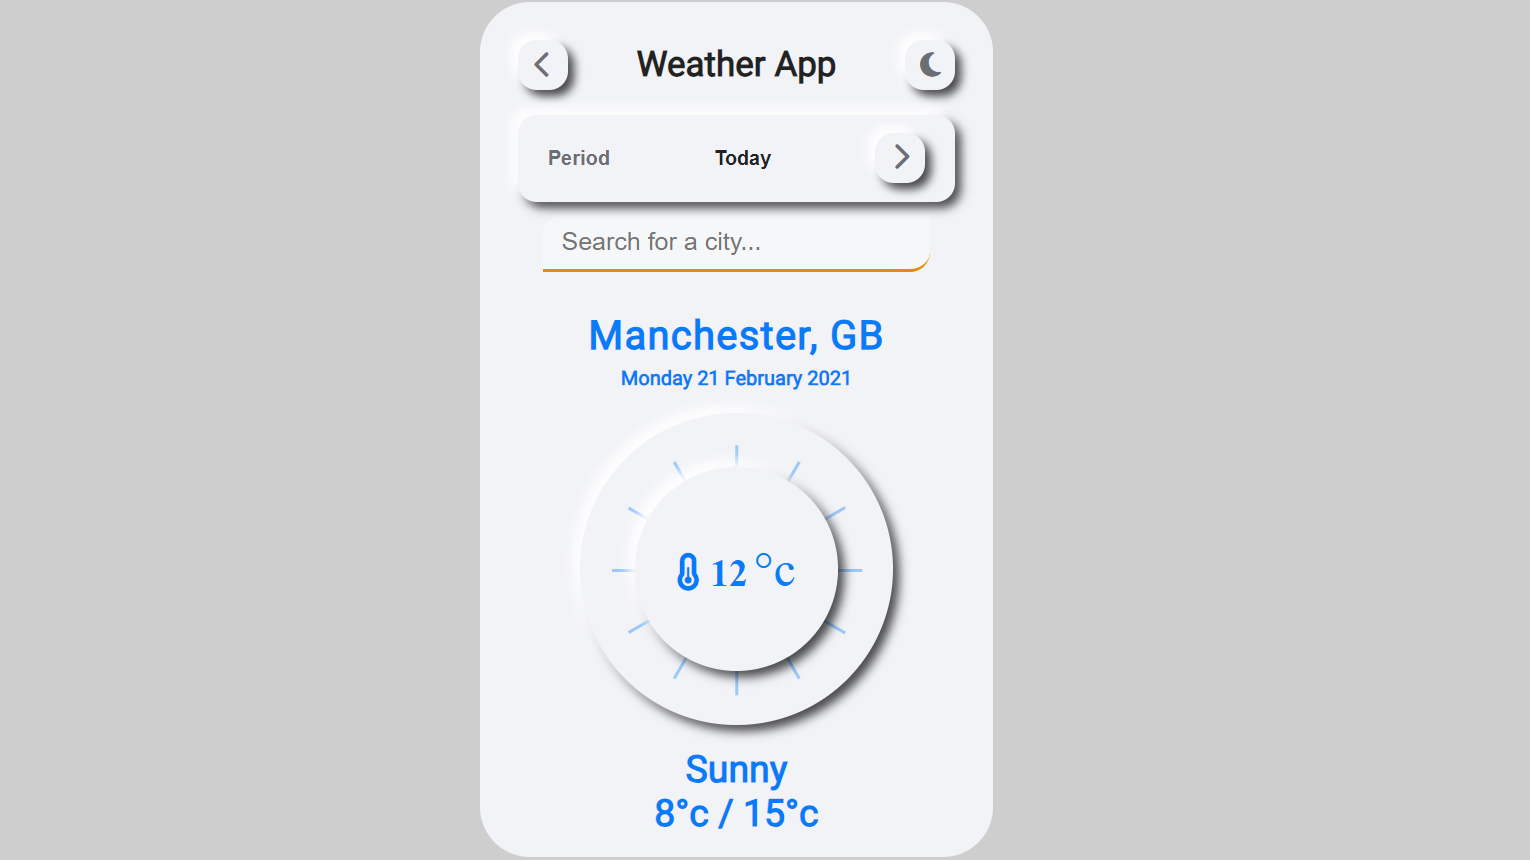 Weather App
Period Today
Search for a city...
Manchester, GB
Monday 21 February 2021
12 °c
Sunny
8°c / 15°c